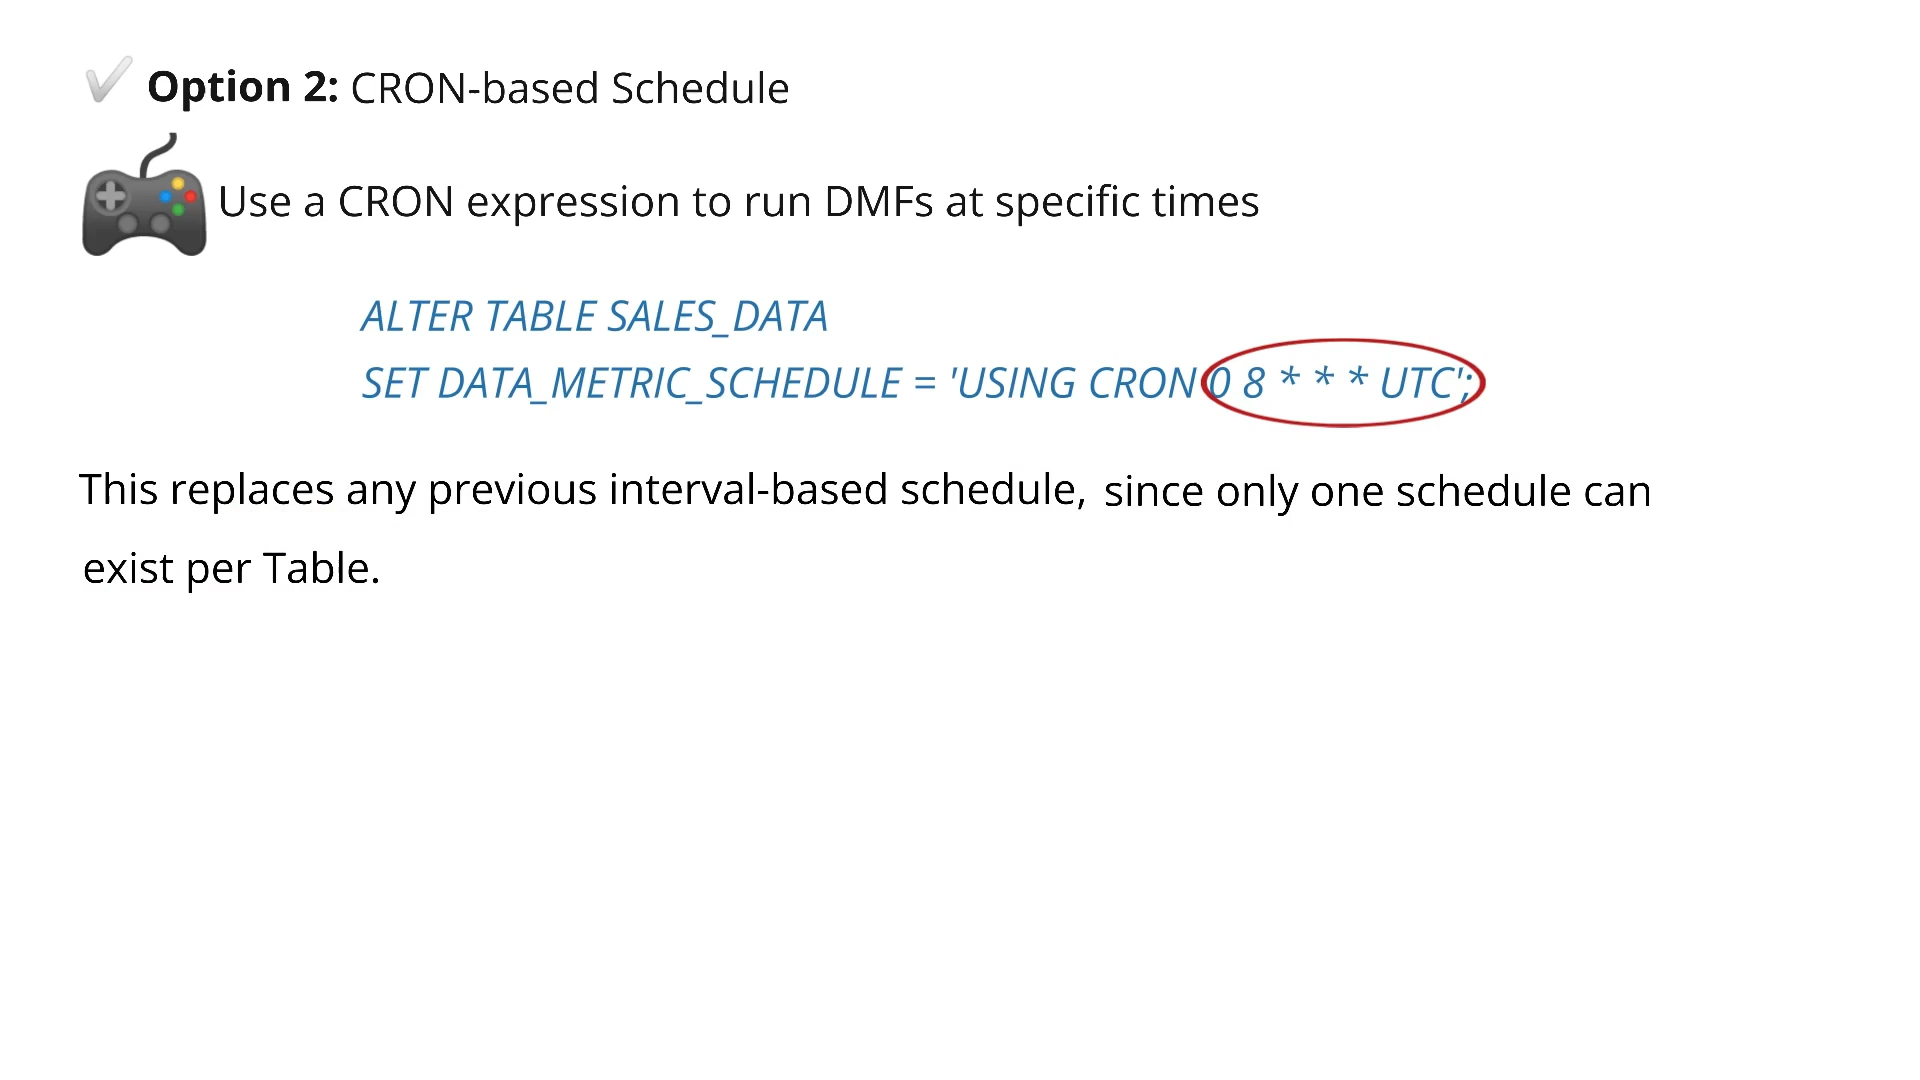 Option 2: CRON-based Schedule
Use a CRON expression to run DMFs at specific times
ALTER TABLE SALES_DATA
SET DATA_METRIC_SCHEDULE = 'USING CRON 0 8 * * * UTC';
This replaces any previous interval-based schedule, since only one schedule can
exist per Table.